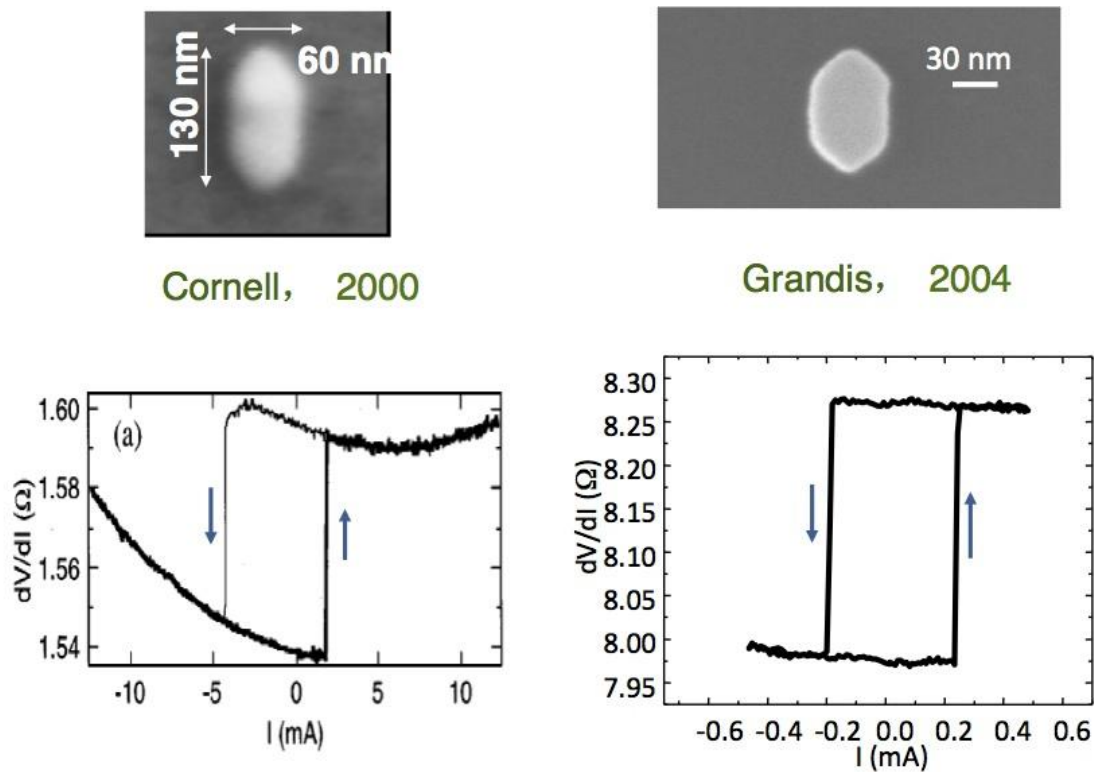 60 nm
130 nm
30 nm
Cornell， 2000
Grandis， 2004
(a)
dV/dI (Ω)
1.60
1.58
1.56
1.54
-10 -5 0 5 10
I (mA)
dV/dI (Ω)
8.30
8.25
8.20
8.15
8.10
8.05
8.00
7.95
-0.6 -0.4 -0.2 0.0 0.2 0.4 0.6
I (mA)